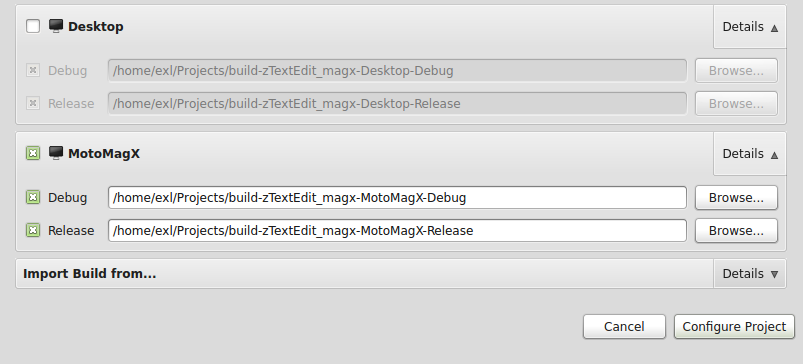 Desktop Details
Debug /home/exl/Projects/build-zTextEdit_magx-Desktop-Debug Browse...
Release /home/exl/Projects/build-zTextEdit_magx-Desktop-Release Browse...
MotoMagX Details
Debug /home/exl/Projects/build-zTextEdit_magx-MotoMagX-Debug Browse...
Release /home/exl/Projects/build-zTextEdit_magx-MotoMagX-Release Browse...
Import Build from... Details
Cancel Configure Project